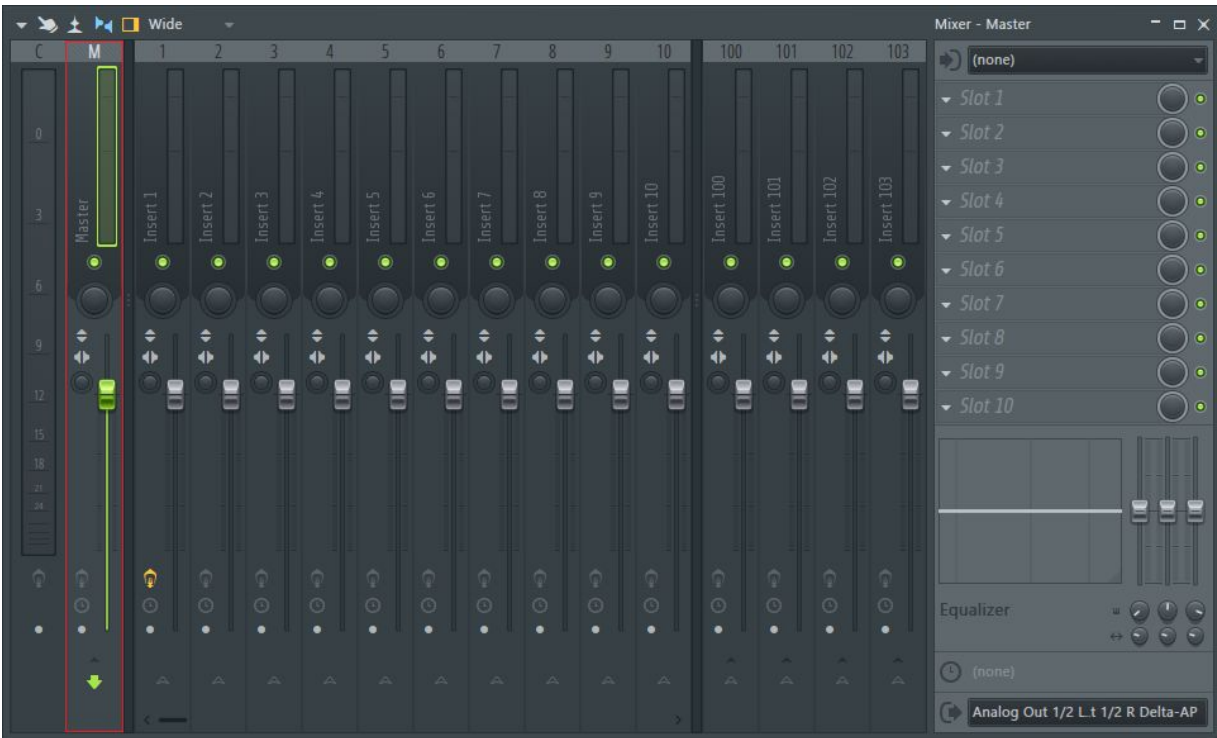 Wide
Mixer - Master
C M 1 2 3 4 5 6 7 8 9 10 100 101 102 103
(none)
0
3
6
9
12
15
18
21
24
Master
Insert 1
Insert 2
Insert 3
Insert 4
Insert 5
Insert 6
Insert 7
Insert 8
Insert 9
Insert 10
Insert 100
Insert 101
Insert 102
Insert 103
Slot 1
Slot 2
Slot 3
Slot 4
Slot 5
Slot 6
Slot 7
Slot 8
Slot 9
Slot 10
Equalizer
(none)
Analog Out 1/2 L..t 1/2 R Delta-AP